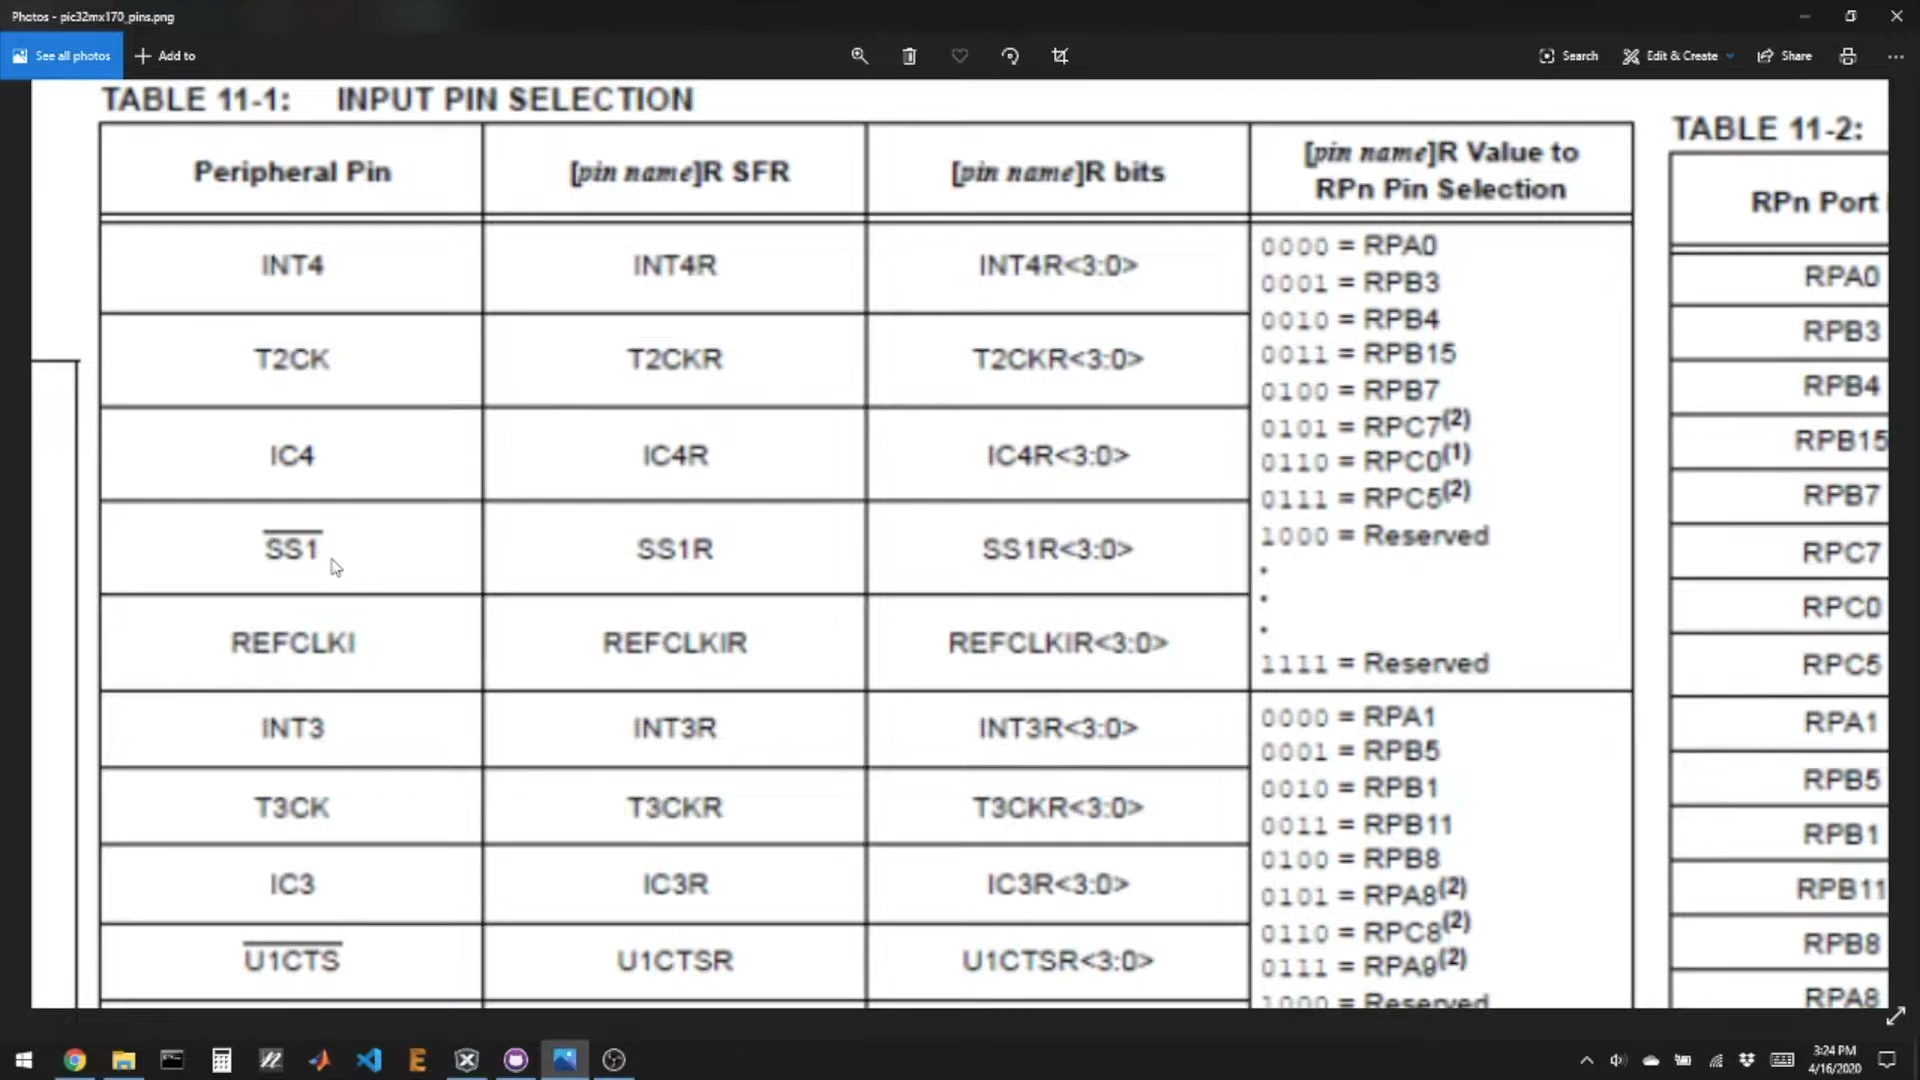 Photos - pic32mx170_pins.png
See all photos
Add to
Search
Edit & Create
Share
TABLE 11-1: INPUT PIN SELECTION
Peripheral Pin
[pin name]R SFR
[pin name]R bits
[pin name]R Value to
RPn Pin Selection
INT4
INT4R
INT4R<3:0>
T2CK
T2CKR
T2CKR<3:0>
IC4
IC4R
IC4R<3:0>
SS1
SS1R
SS1R<3:0>
REFCLKI
REFCLKIR
REFCLKIR<3:0>
0000 = RPA0
0001 = RPB3
0010 = RPB4
0011 = RPB15
0100 = RPB7
0101 = RPC7(2)
0110 = RPC0(1)
0111 = RPC5(2)
1000 = Reserved
.
.
.
1111 = Reserved
INT3
INT3R
INT3R<3:0>
T3CK
T3CKR
T3CKR<3:0>
IC3
IC3R
IC3R<3:0>
U1CTS
U1CTSR
U1CTSR<3:0>
0000 = RPA1
0001 = RPB5
0010 = RPB1
0011 = RPB11
0100 = RPB8
0101 = RPA8(2)
0110 = RPC8(2)
0111 = RPA9(2)
1000 = Reserved
TABLE 11-2:
RPn Port
RPA0
RPB3
RPB4
RPB15
RPB7
RPC7
RPC0
RPC5
RPA1
RPB5
RPB1
RPB11
RPB8
RPA8
3:24 PM
4/16/2020